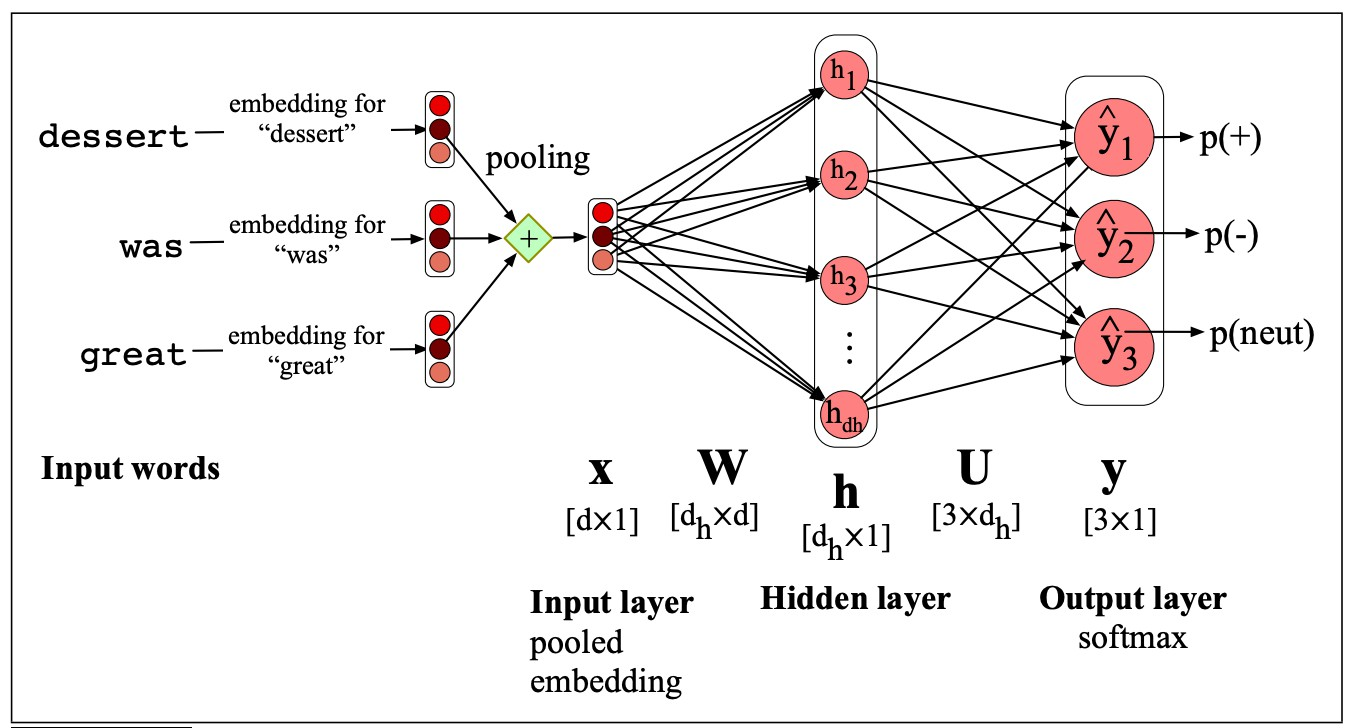 dessert
embedding for
“dessert”
pooling
was
embedding for
“was”
+
great
embedding for
“great”
h1
h2
h3
⋮
hdh
ŷ1
ŷ2
ŷ3
p(+)
p(-)
p(neut)
Input words
x
[d×1]
W
[dh×d]
h
[dh×1]
U
[3×dh]
y
[3×1]
Input layer
pooled
embedding
Hidden layer
Output layer
softmax